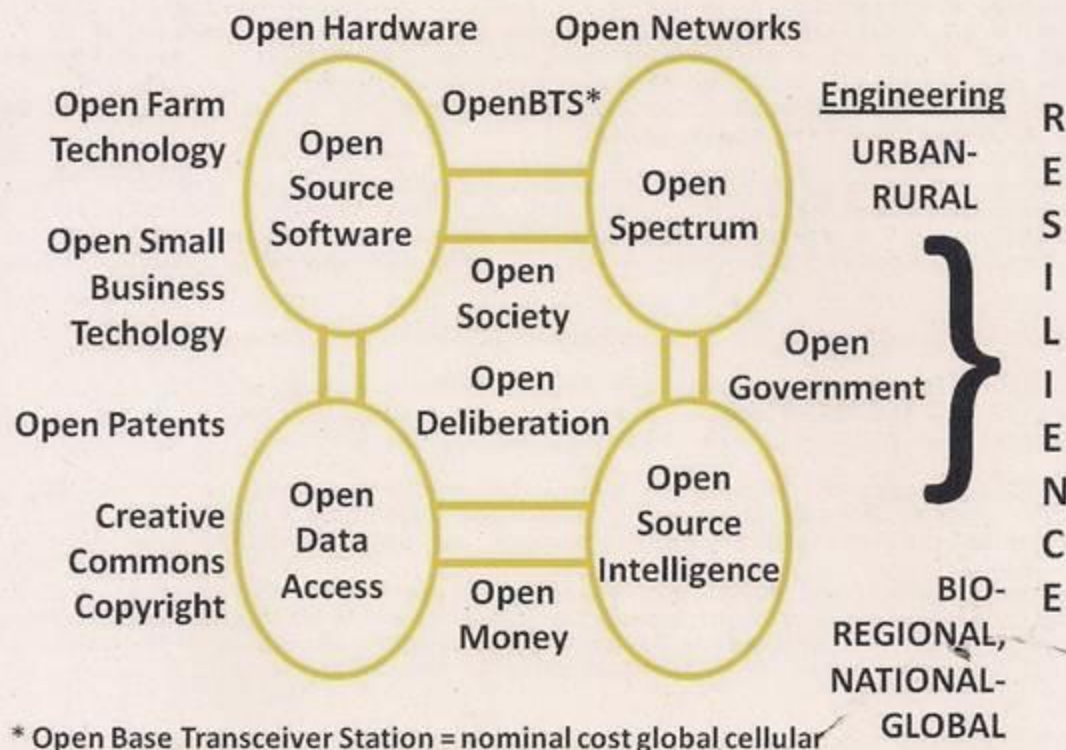 Open Hardware
Open Networks
Open Farm
Technology
Open Small
Business
Techology
Open Patents
Creative
Commons
Copyright
Open
Source
Software
OpenBTS*
Open
Society
Open
Deliberation
Open
Data
Access
Open
Money
Open
Spectrum
Open
Source
Intelligence
Engineering
URBAN-
RURAL
Open
Government
}
BIO-
REGIONAL,
NATIONAL-
GLOBAL
R
E
S
I
L
I
E
N
C
E
* Open Base Transceiver Station = nominal cost global cellular